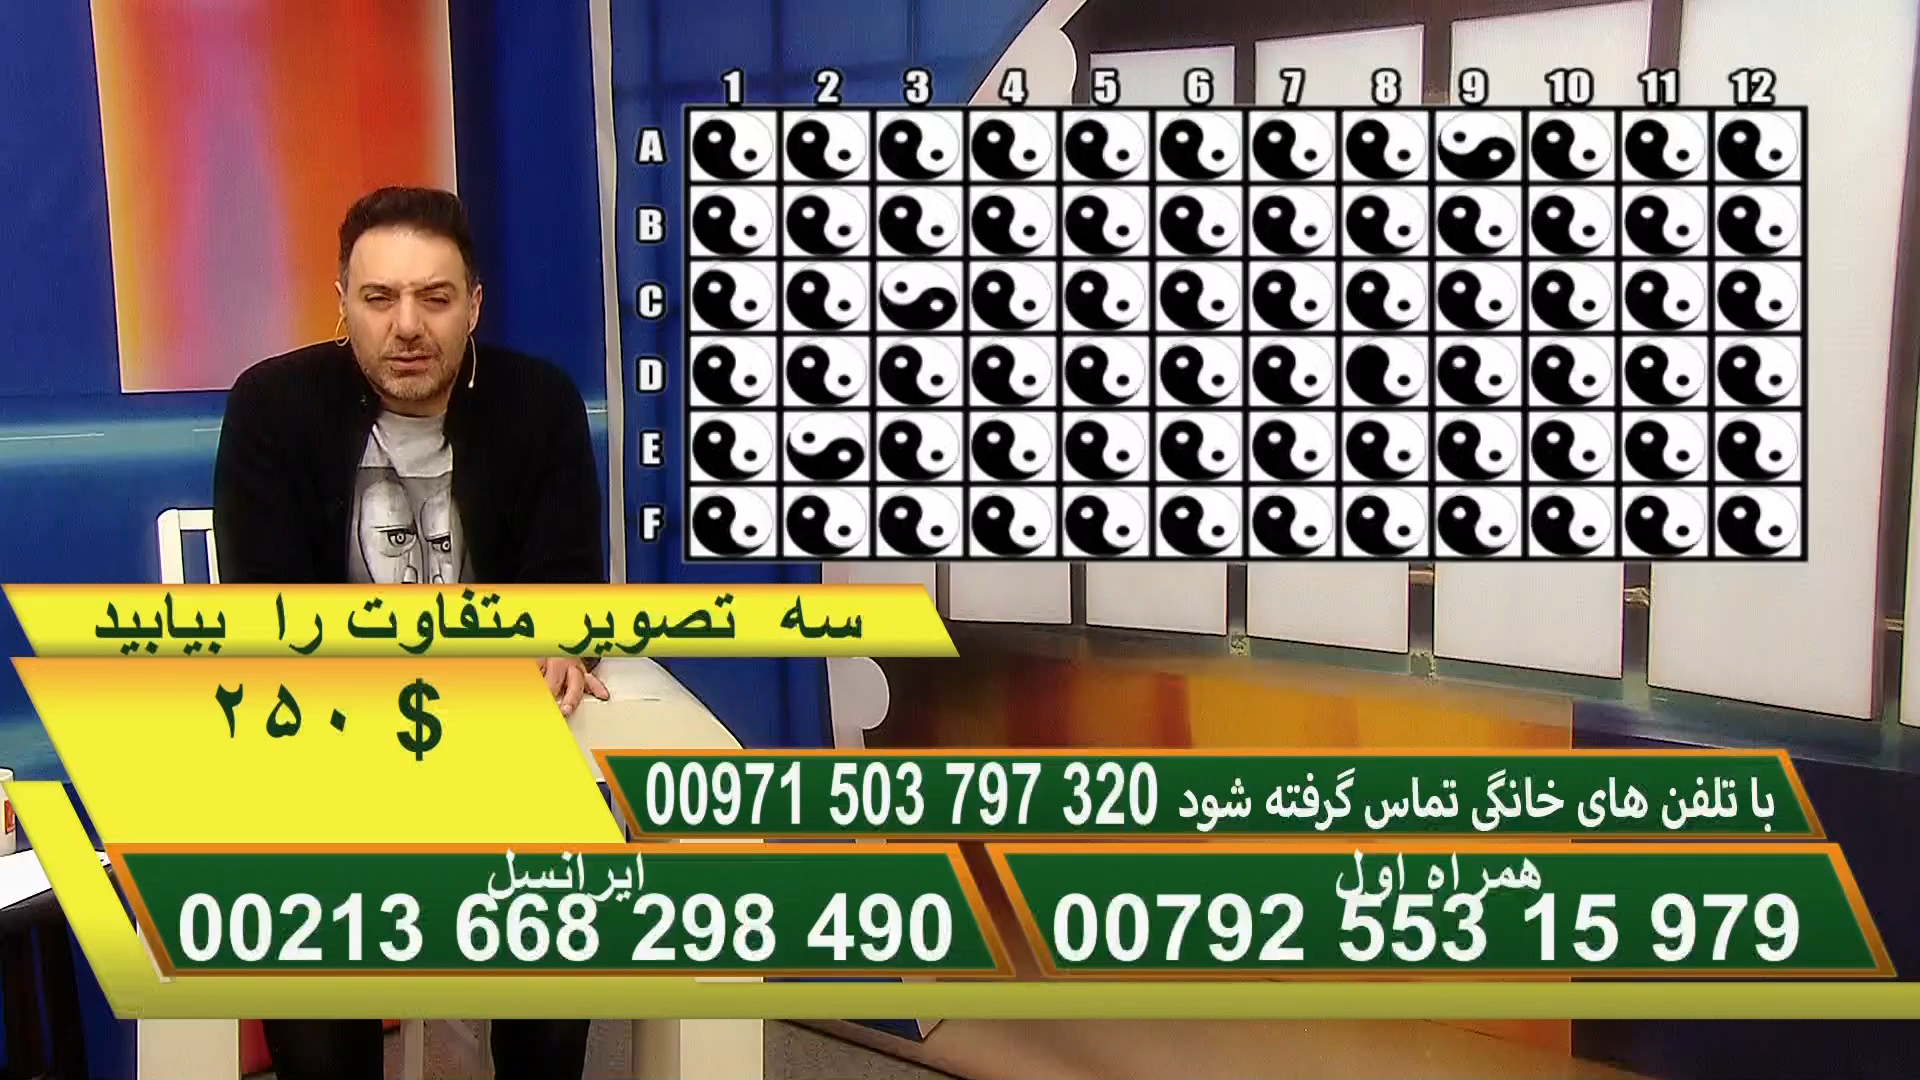 1 2 3 4 5 6 7 8 9 10 11 12
A
B
C
D
E
F
سه تصویر متفاوت را بیابید
۲۵۰ $
با تلفن های خانگی تماس گرفته شود 00971 503 797 320
ایرانسل
00213 668 298 490
همراه اول
00792 553 15 979